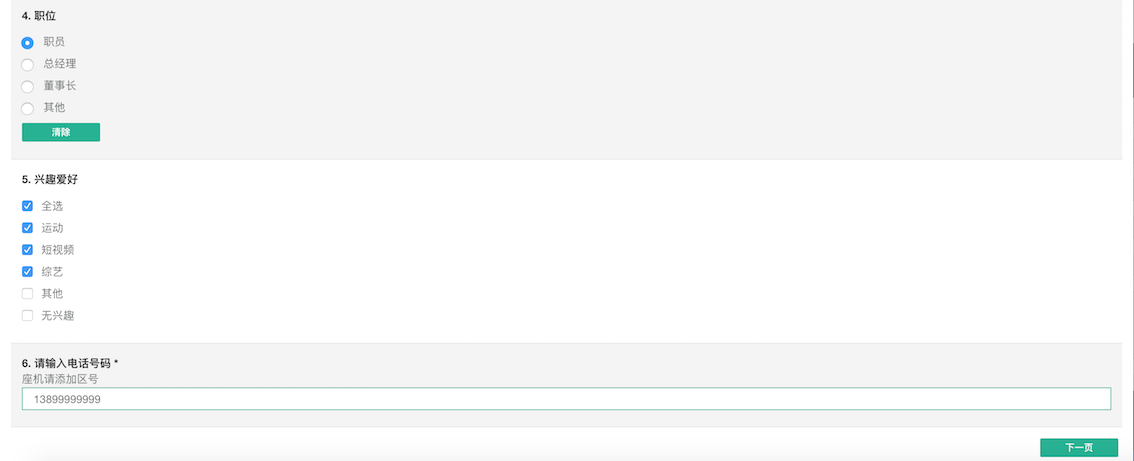 4. 职位
职员
总经理
董事长
其他
清除
5. 兴趣爱好
全选
运动
短视频
综艺
其他
无兴趣
6. 请输入电话号码 *
座机请添加区号
13899999999
下一页